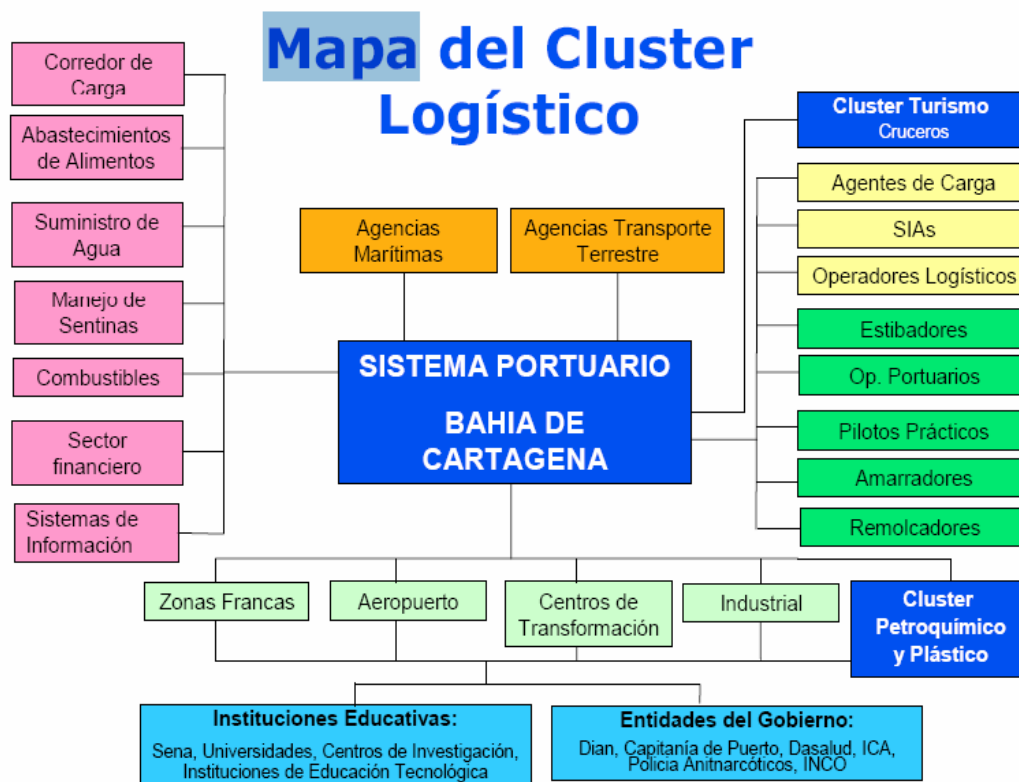 Mapa del Cluster
Logístico
Corredor de
Carga
Abastecimientos
de Alimentos
Suministro de
Agua
Manejo de
Sentinas
Combustibles
Sector
financiero
Sistemas de
Información
Agencias
Marítimas
Agencias Transporte
Terrestre
Cluster Turismo
Cruceros
Agentes de Carga
SIAs
Operadores Logísticos
Estibadores
Op. Portuarios
Pilotos Prácticos
Amarradores
Remolcadores
SISTEMA PORTUARIO
BAHIA DE
CARTAGENA
Zonas Francas
Aeropuerto
Centros de
Transformación
Industrial
Cluster
Petroquímico
y Plástico
Instituciones Educativas:
Sena, Universidades, Centros de Investigación,
Instituciones de Educación Tecnológica
Entidades del Gobierno:
Dian, Capitanía de Puerto, Dasalud, ICA,
Policia Anitnarcóticos, INCO